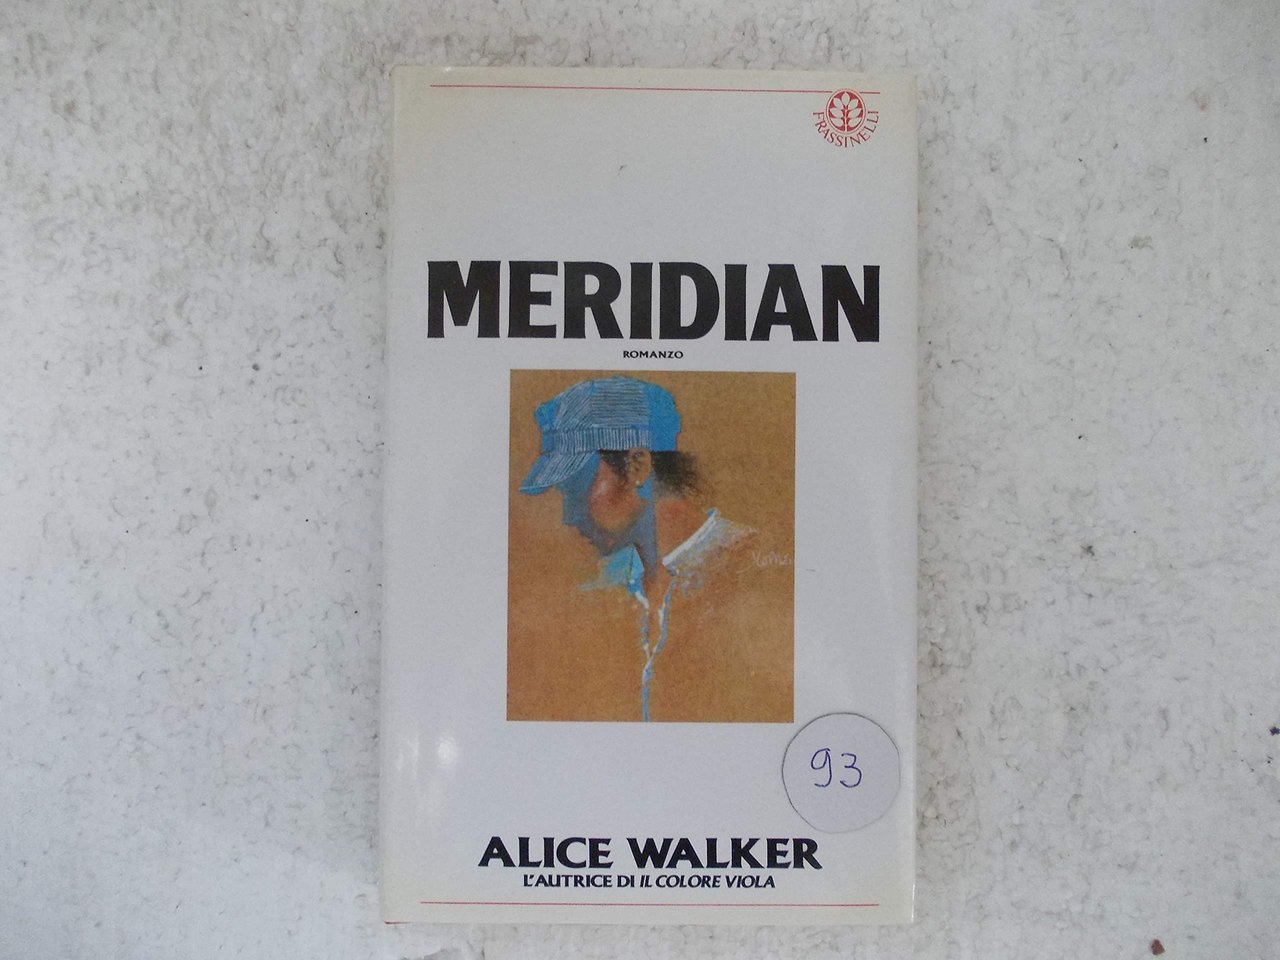 FRASSINELLI
MERIDIAN
ROMANZO
93
ALICE WALKER
L'AUTRICE DI IL COLORE VIOLA